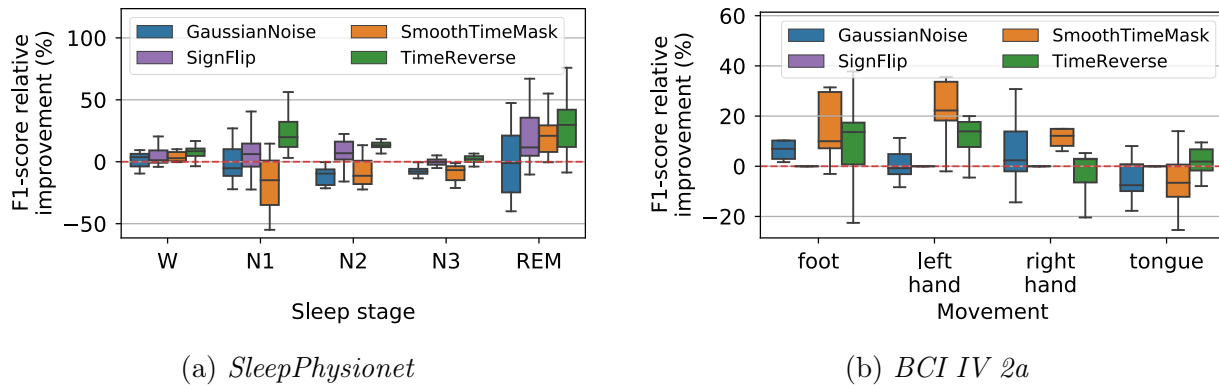 F1-score relative
improvement (%)
100
50
0
−50
GaussianNoise
SignFlip
SmoothTimeMask
TimeReverse
W
N1
N2
N3
REM
Sleep stage
(a) SleepPhysionet
F1-score relative
improvement (%)
60
40
20
0
−20
GaussianNoise
SignFlip
SmoothTimeMask
TimeReverse
foot
left
hand
right
hand
tongue
Movement
(b) BCI IV 2a